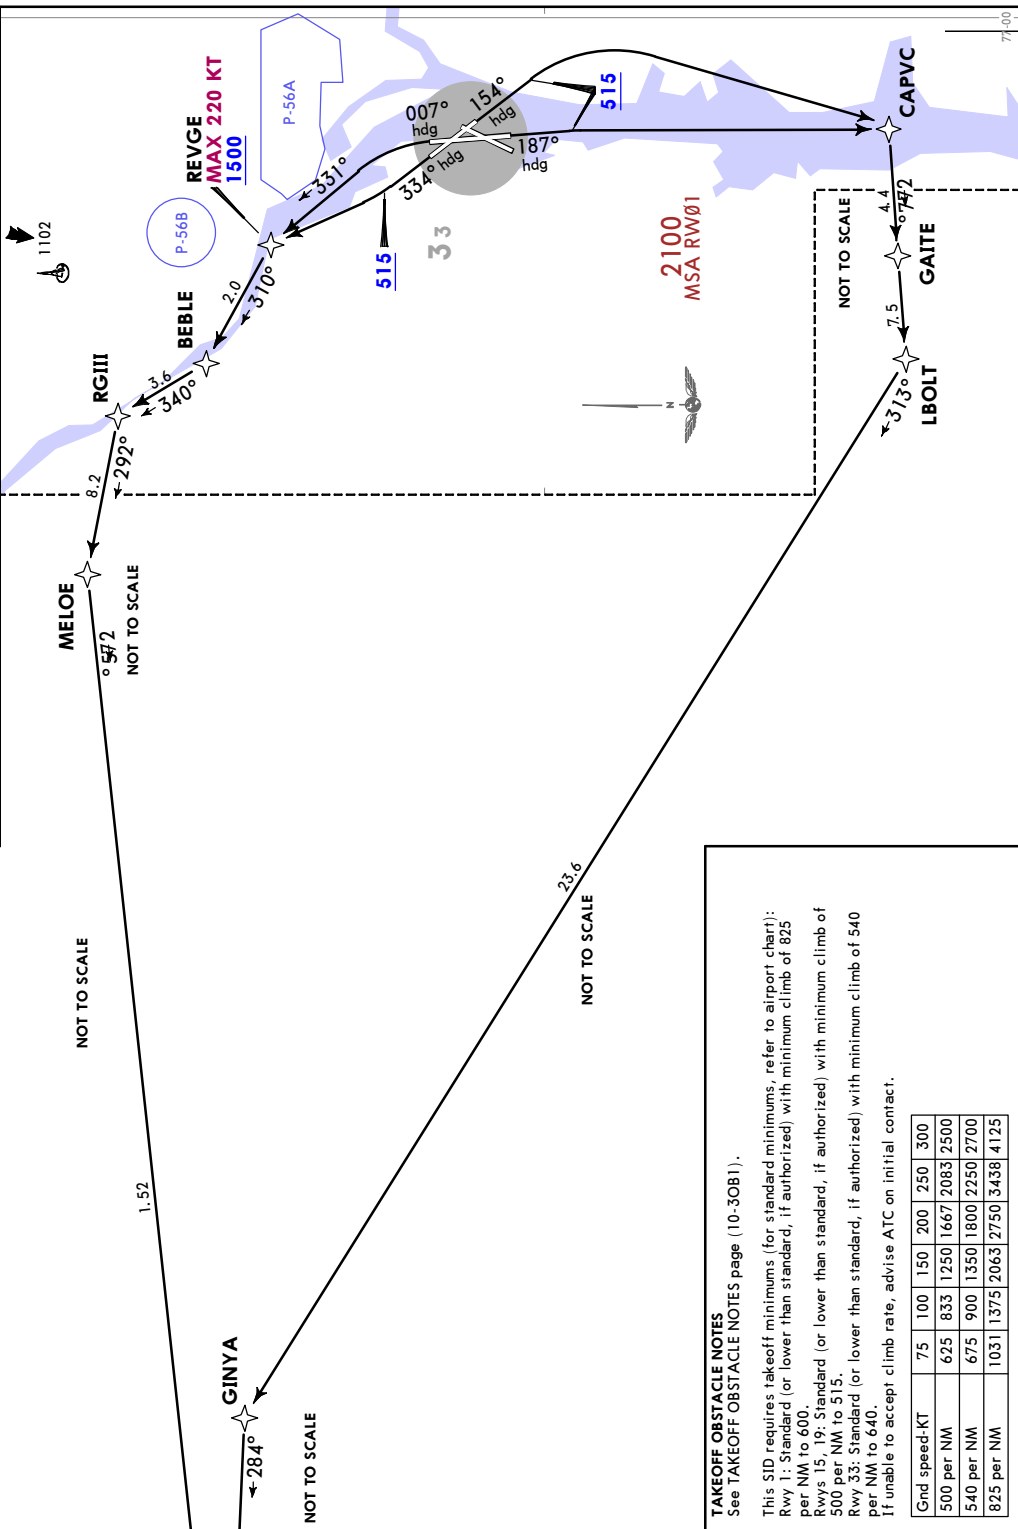 77-00
REVGE
MAX 220 KT
1500
P-56A
P-56B
1102
007°
hdg
154°
hdg
515
187°
hdg
334°
hdg
331°
515
33
2100
MSA RWØ1
CAPVC
4.4
NOT TO SCALE
GAITE
7.5
LBOLT
313°
2.0
310°
BEBLE
3.6
340°
RGIII
292°
8.2
N
MELOE
NOT TO SCALE
NOT TO SCALE
23.6
NOT TO SCALE
1.52
GINYA
284°
NOT TO SCALE
TAKEOFF OBSTACLE NOTES
See TAKEOFF OBSTACLE NOTES page (10-3OB1).
This SID requires takeoff minimums (for standard minimums, refer to airport chart):
Rwy 1: Standard (or lower than standard, if authorized) with minimum climb of 825
per NM to 600.
Rwys 15, 19: Standard (or lower than standard, if authorized) with minimum climb of
500 per NM to 515.
Rwy 33: Standard (or lower than standard, if authorized) with minimum climb of 540
per NM to 640.
If unable to accept climb rate, advise ATC on initial contact.
Gnd speed-KT 75 100 150 200 250 300
500 per NM 625 833 1250 1667 2083 2500
540 per NM 675 900 1350 1800 2250 2700
825 per NM 1031 1375 2063 2750 3438 4125